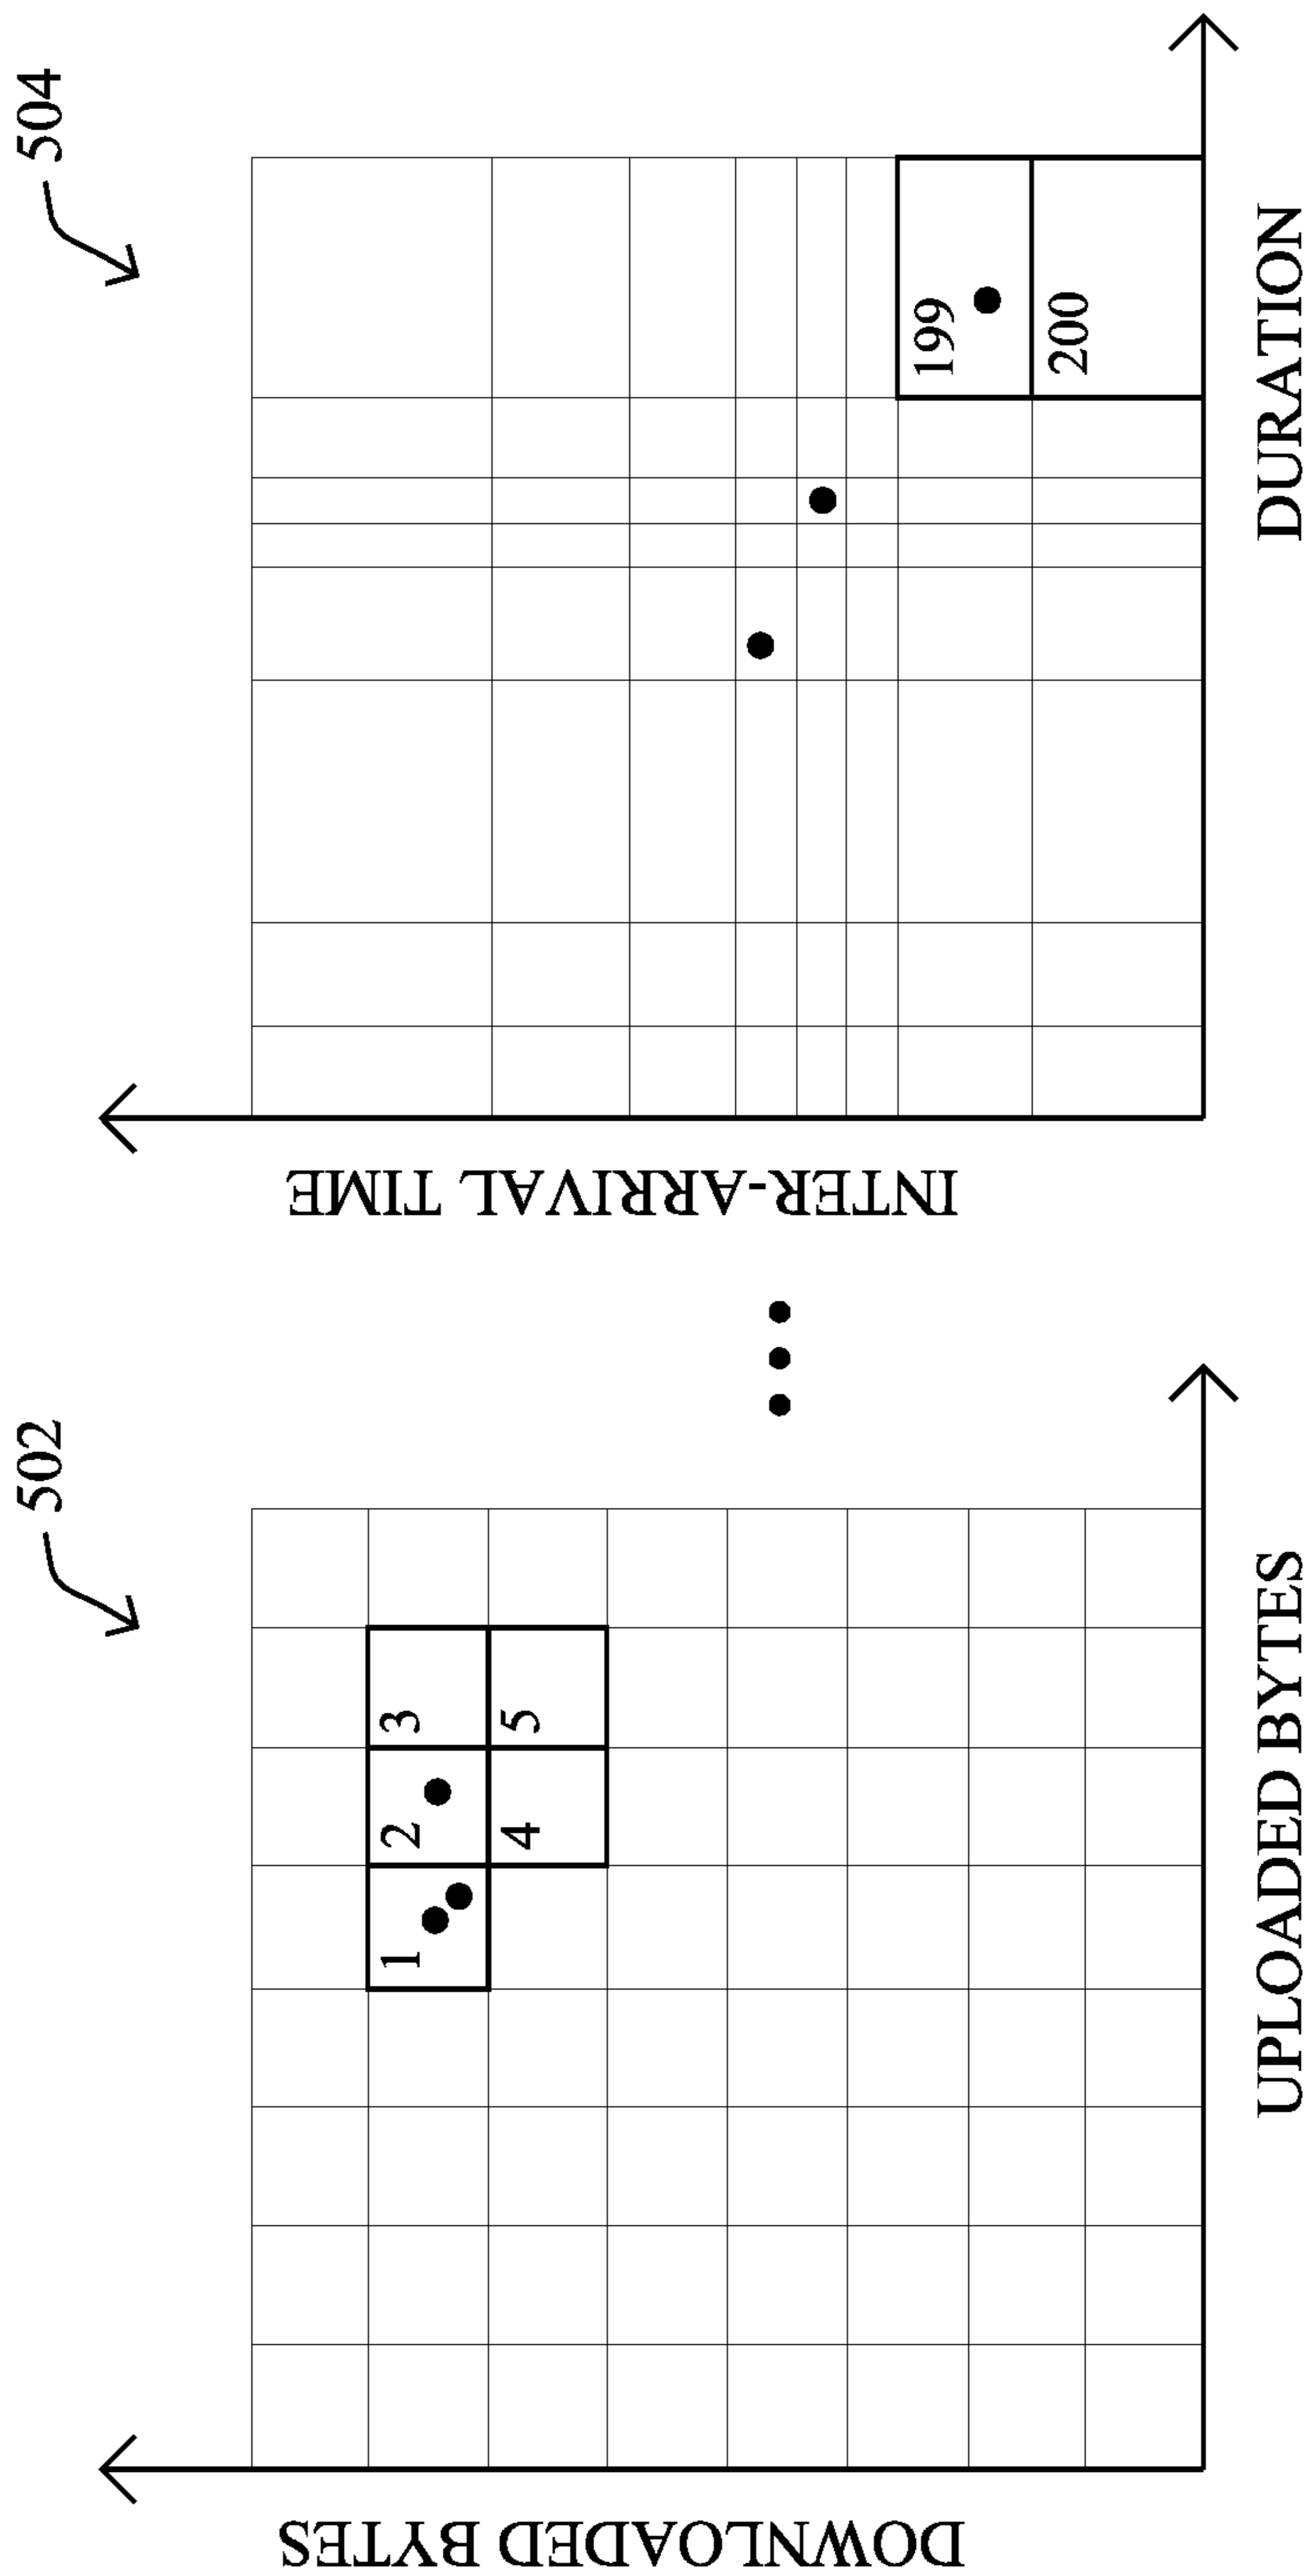 502
504
DOWNLOADED BYTES
1
2
3
4
5
UPLOADED BYTES
INTER-ARRIVAL TIME
199
200
DURATION